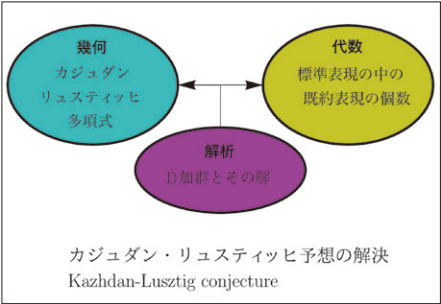 幾何
カジュダン
リュスティッヒ
多項式
代数
標準表現の中の
既約表現の個数
解析
D加群とその解
カジュダン・リュスティッヒ予想の解決
Kazhdan-Lusztig conjecture